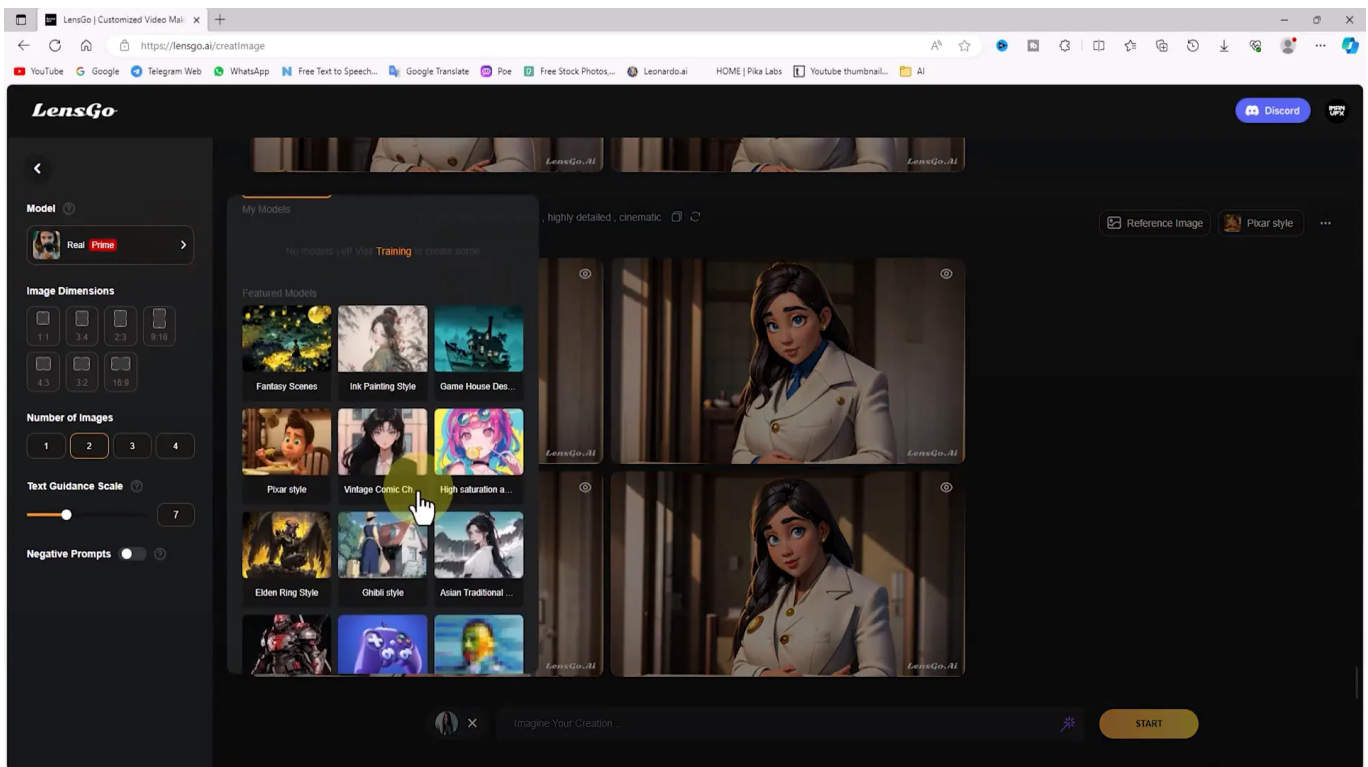 LensGo | Customized Video Mak
https://lensgo.ai/creatImage
YouTube Google Telegram Web WhatsApp Free Text to Speech... Google Translate Poe Free Stock Photos,... Leonardo.ai HOME | Pika Labs Youtube thumbnail... AI
LensGo
Discord
IMAN VFX
LensGo.Ai LensGo.Ai
Model
Real Prime
Image Dimensions
1:1 3:4 2:3 9:16
4:3 3:2 16:9
Number of Images
1 2 3 4
Text Guidance Scale
7
Negative Prompts
My Models
No models yet! Visit Training to create some
Featured Models
Fantasy Scenes Ink Painting Style Game House Des...
Pixar style Vintage Comic Ch High saturation a...
Elden Ring Style Ghibli style Asian Traditional ...
, highly detailed , cinematic
Reference Image Pixar style
LensGo.Ai LensGo.Ai
LensGo.Ai LensGo.Ai
Imagine Your Creation...
START